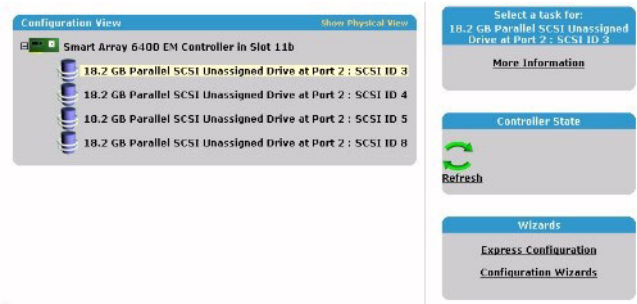 Configuration View Show Physical View
Smart Array 6400 EM Controller in Slot 11b
18.2 GB Parallel SCSI Unassigned Drive at Port 2 : SCSI ID 3
18.2 GB Parallel SCSI Unassigned Drive at Port 2 : SCSI ID 4
18.2 GB Parallel SCSI Unassigned Drive at Port 2 : SCSI ID 5
18.2 GB Parallel SCSI Unassigned Drive at Port 2 : SCSI ID 8
Select a task for:
18.2 GB Parallel SCSI Unassigned
Drive at Port 2 : SCSI ID 3
More Information
Controller State
Refresh
Wizards
Express Configuration
Configuration Wizards